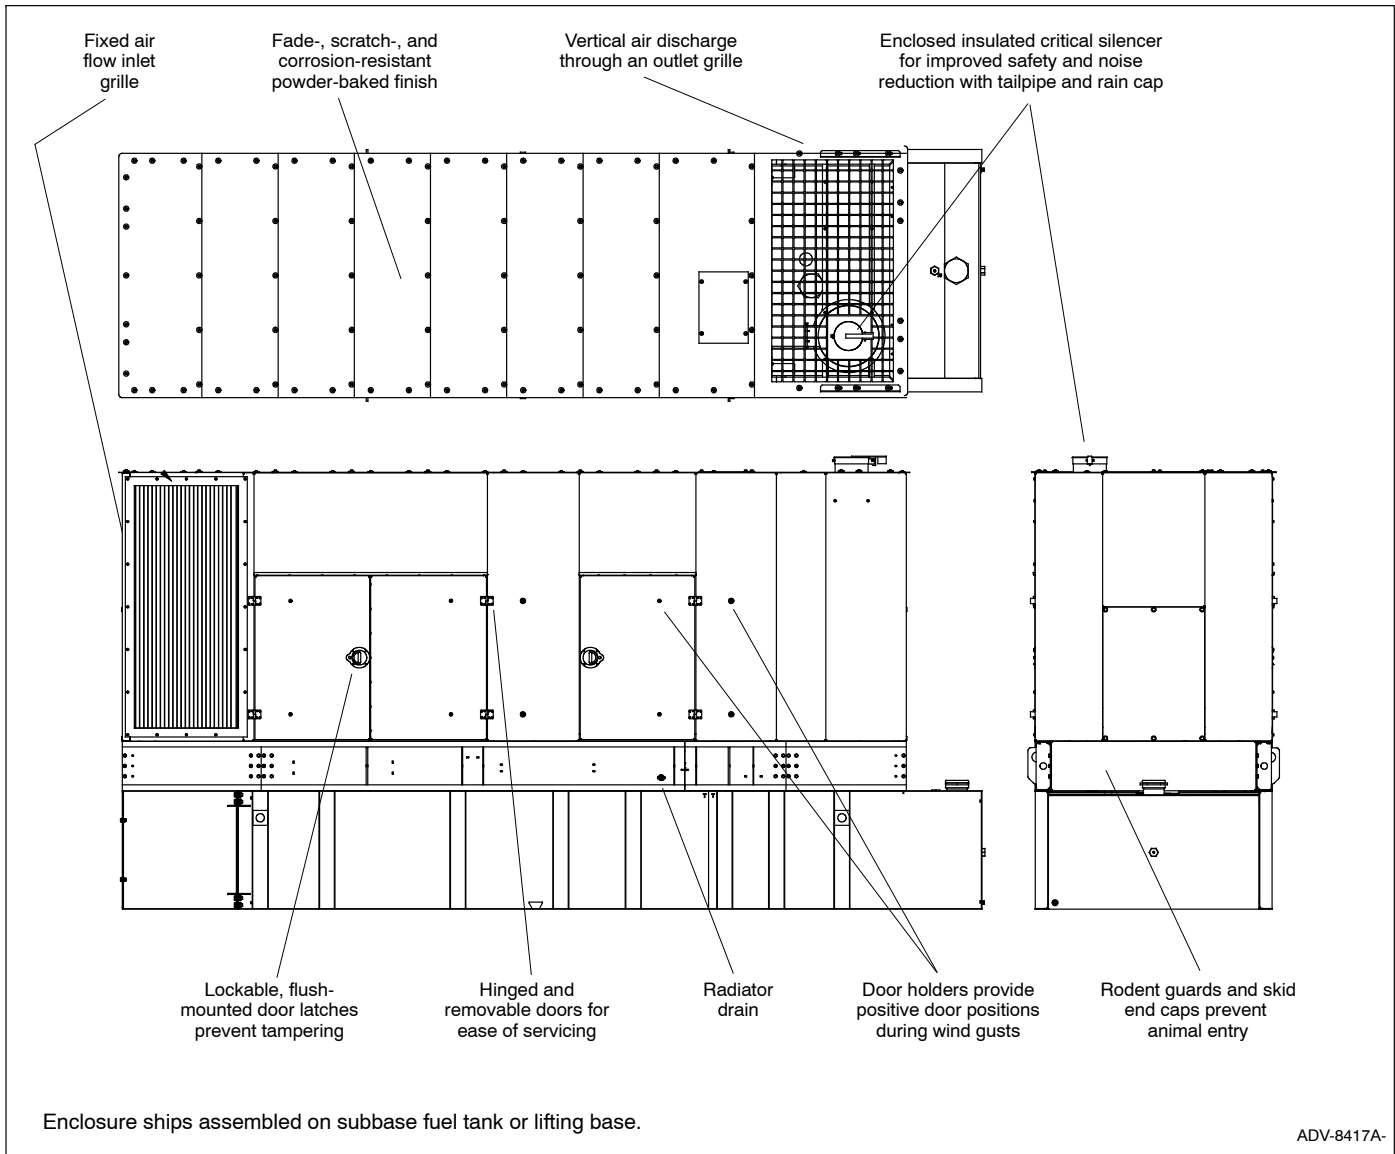 Fixed air
flow inlet
grille
Fade-, scratch-, and
corrosion-resistant
powder-baked finish
Vertical air discharge
through an outlet grille
Enclosed insulated critical silencer
for improved safety and noise
reduction with tailpipe and rain cap
Lockable, flush-
mounted door latches
prevent tampering
Hinged and
removable doors for
ease of servicing
Radiator
drain
Door holders provide
positive door positions
during wind gusts
Rodent guards and skid
end caps prevent
animal entry
Enclosure ships assembled on subbase fuel tank or lifting base.
ADV-8417A-